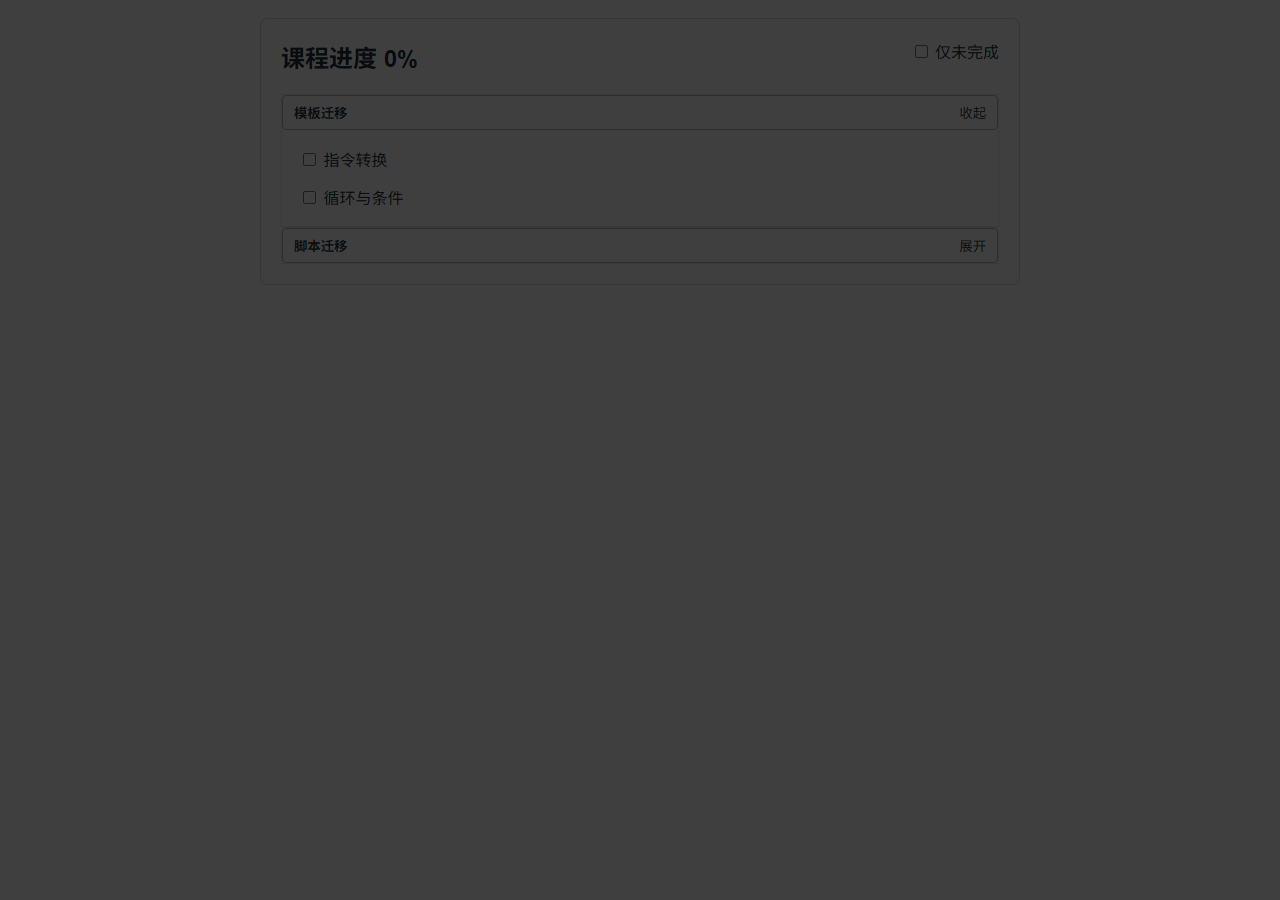 课程进度 0%
仅未完成
模板迁移 收起
指令转换
循环与条件
脚本迁移 展开